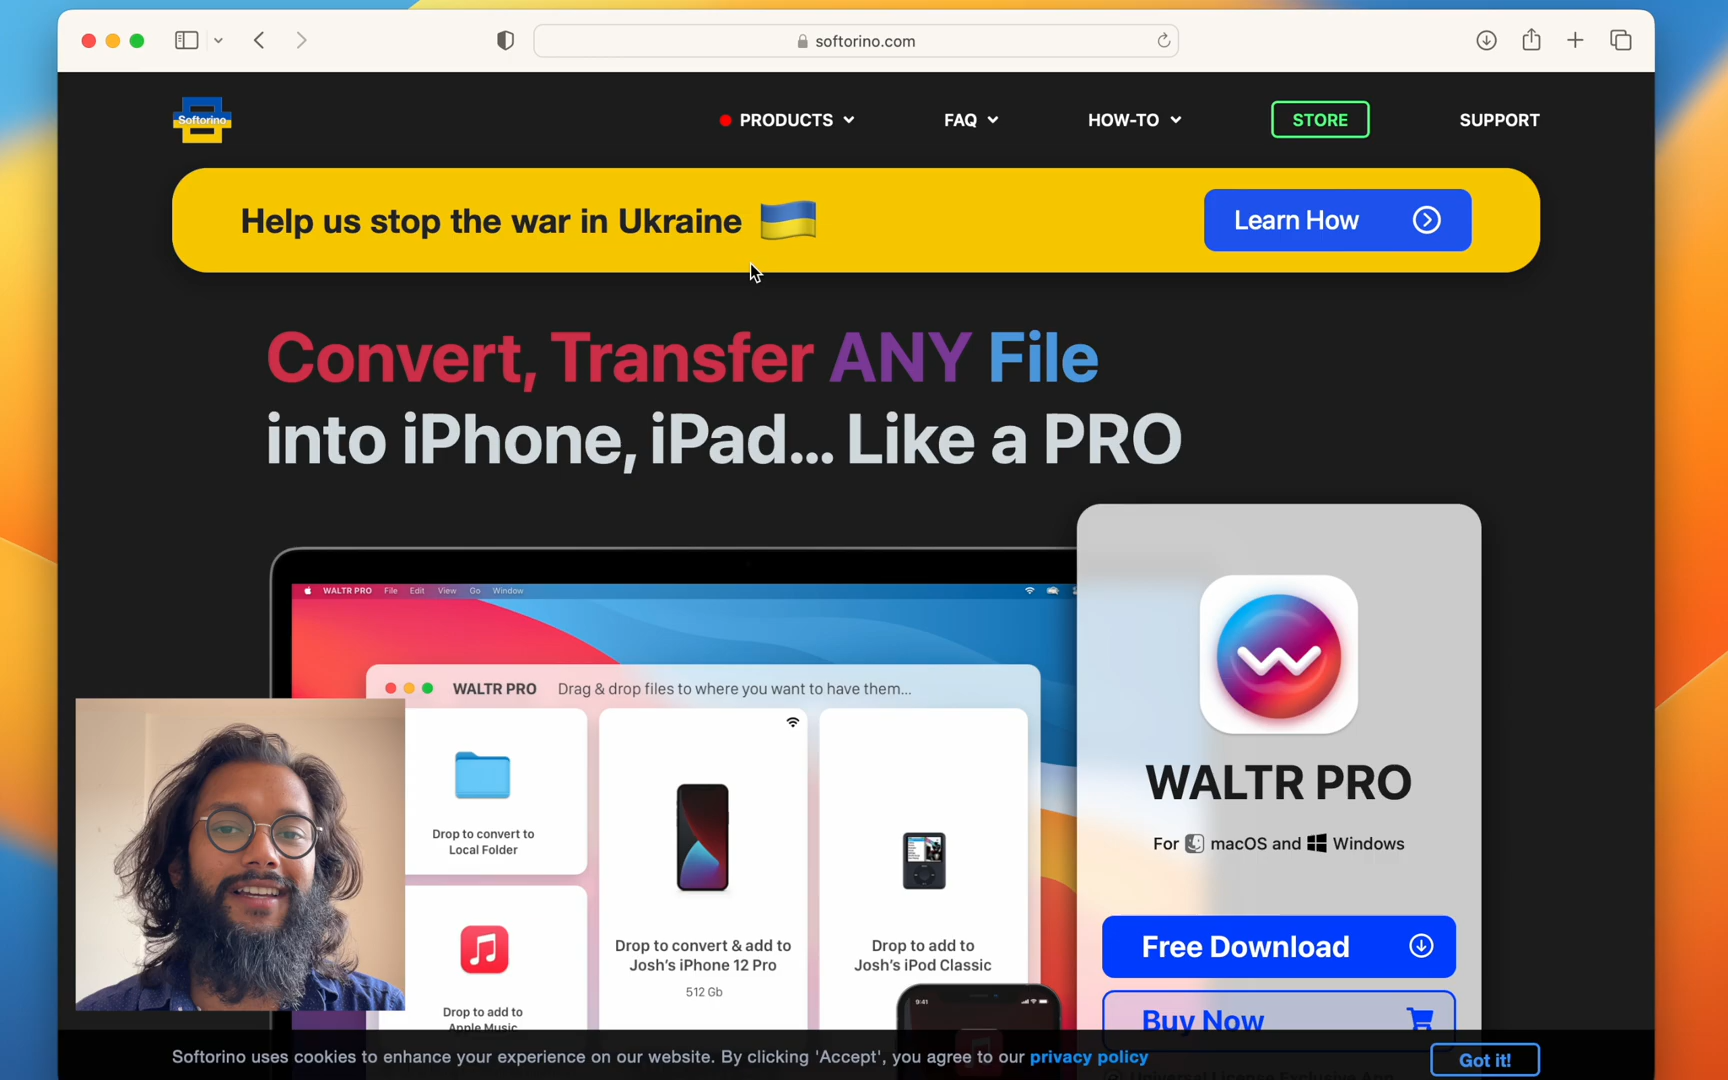 softorino.com
Softorino
PRODUCTS
FAQ
HOW-TO
STORE
SUPPORT
Help us stop the war in Ukraine
Learn How
Convert, Transfer ANY File
into iPhone, iPad... Like a PRO
WALTR PRO File Edit View Go Window
WALTR PRO Drag & drop files to where you want to have them...
Drop to convert to
Local Folder
Drop to convert & add to
Josh's iPhone 12 Pro
512 Gb
Drop to add to
Josh's iPod Classic
Drop to add to
Apple Music
9:41
WALTR PRO
For macOS and Windows
Free Download
Buy Now
Softorino uses cookies to enhance your experience on our website. By clicking 'Accept', you agree to our privacy policy
Got it!